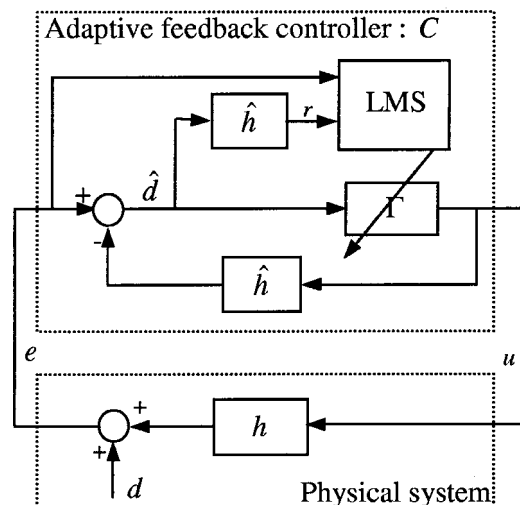 Adaptive feedback controller : C
LMS
ĥ
r
+
d̂
Γ
-
ĥ
e
u
+
h
+
d
Physical system